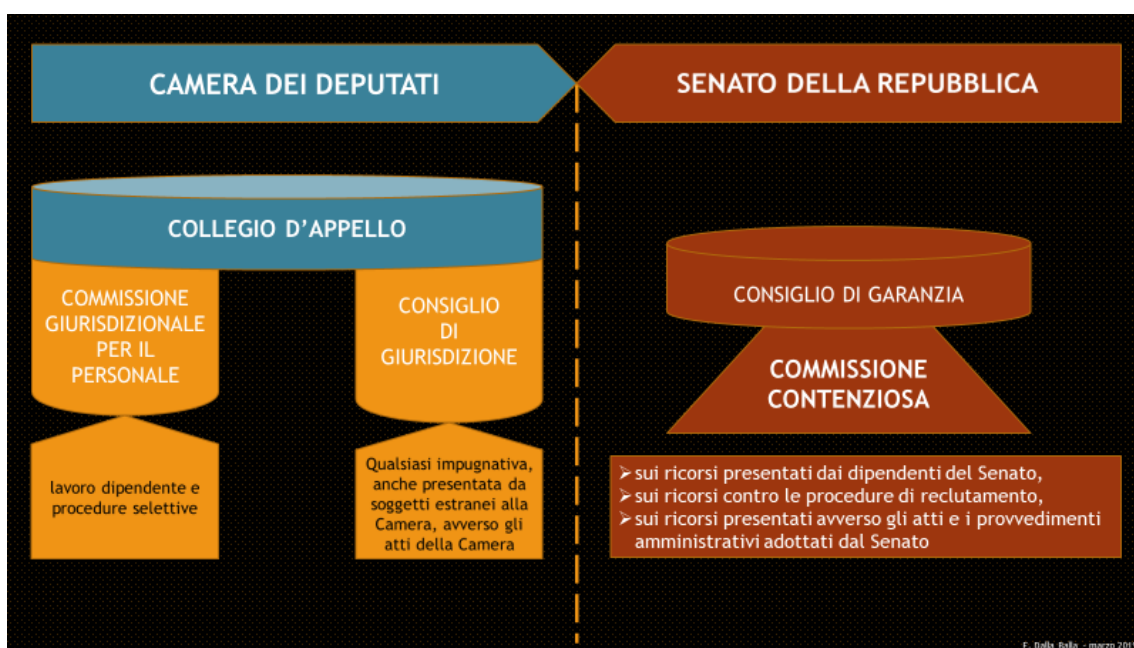 CAMERA DEI DEPUTATI
SENATO DELLA REPUBBLICA
COLLEGIO D'APPELLO
COMMISSIONE
GIURISDIZIONALE
PER IL
PERSONALE
CONSIGLIO
DI
GIURISDIZIONE
lavoro dipendente e
procedure selettive
Qualsiasi impugnativa,
anche presentata da
soggetti estranei alla
Camera, avverso gli
atti della Camera
CONSIGLIO DI GARANZIA
COMMISSIONE
CONTENZIOSA
➢sui ricorsi presentati dai dipendenti del Senato,
➢sui ricorsi contro le procedure di reclutamento,
➢sui ricorsi presentati avverso gli atti e i provvedimenti
amministrativi adottati dal Senato
F. Dalla Balla - marzo